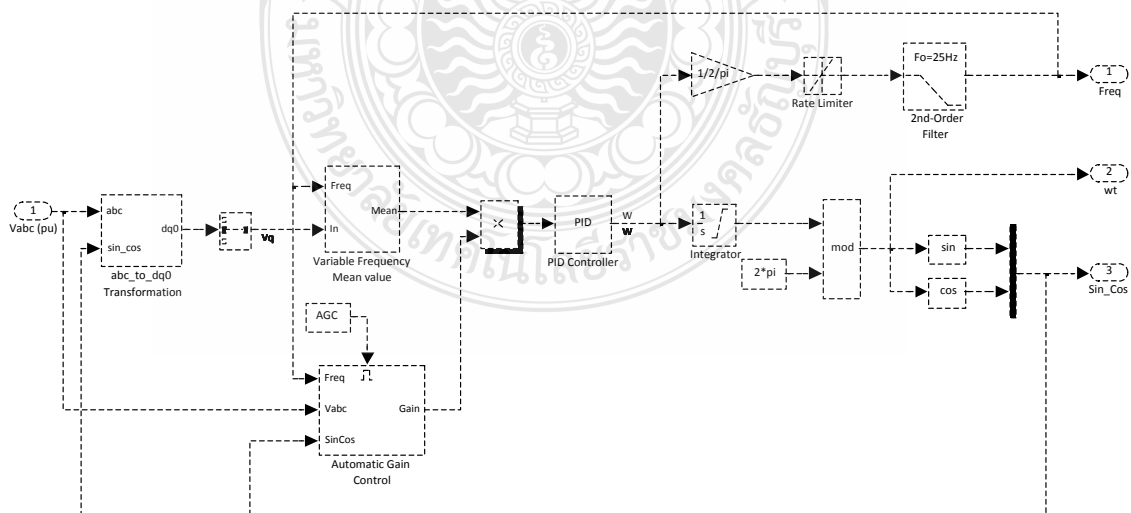 Fo=25Hz
1/2/pi
1
Freq
Rate Limiter
2nd-Order
Filter
2
wt
abc
dq0
sin_cos
1
Vabc (pu)
abc_to_dq0
Transformation
Vq
Freq
Mean
In
Variable Frequency
Mean value
PID
PID Controller
W
W
1
s
Integrator
2*pi
mod
sin
cos
3
Sin_Cos
AGC
Freq
Vabc
Gain
SinCos
Automatic Gain
Control